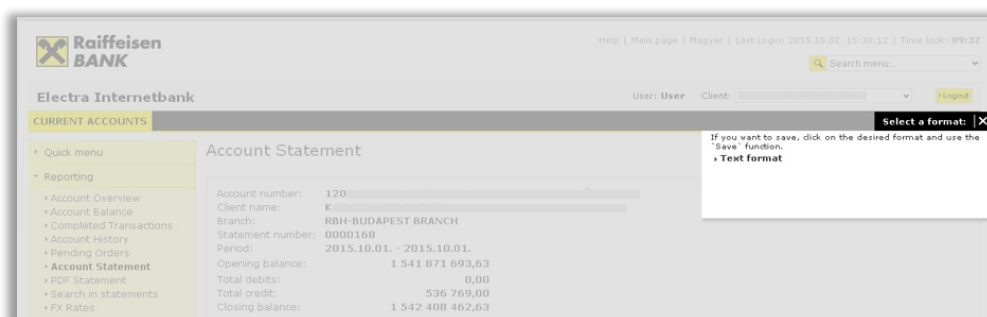 Raiffeisen
BANK
Help | Main page | Magyar | Last Login: 2015.10.02. 15:30:12 | Time lock: 09:32
Search menu...
Electra Internetbank
User: User Client:
Logout
CURRENT ACCOUNTS
Select a format: | X
If you want to save, click on the desired format and use the
`Save` function.
Text format
Quick menu
Reporting
Account Overview
Account Balance
Completed Transactions
Account History
Pending Orders
Account Statement
PDF Statement
Search in statements
FX Rates
Account Statement
Account number: 120
Client name: K
Branch: RBH-BUDAPEST BRANCH
Statement number: 0000168
Period: 2015.10.01. - 2015.10.01.
Opening balance: 1 541 871 693,63
Total debits: 0,00
Total credit: 536 769,00
Closing balance: 1 542 408 462,63